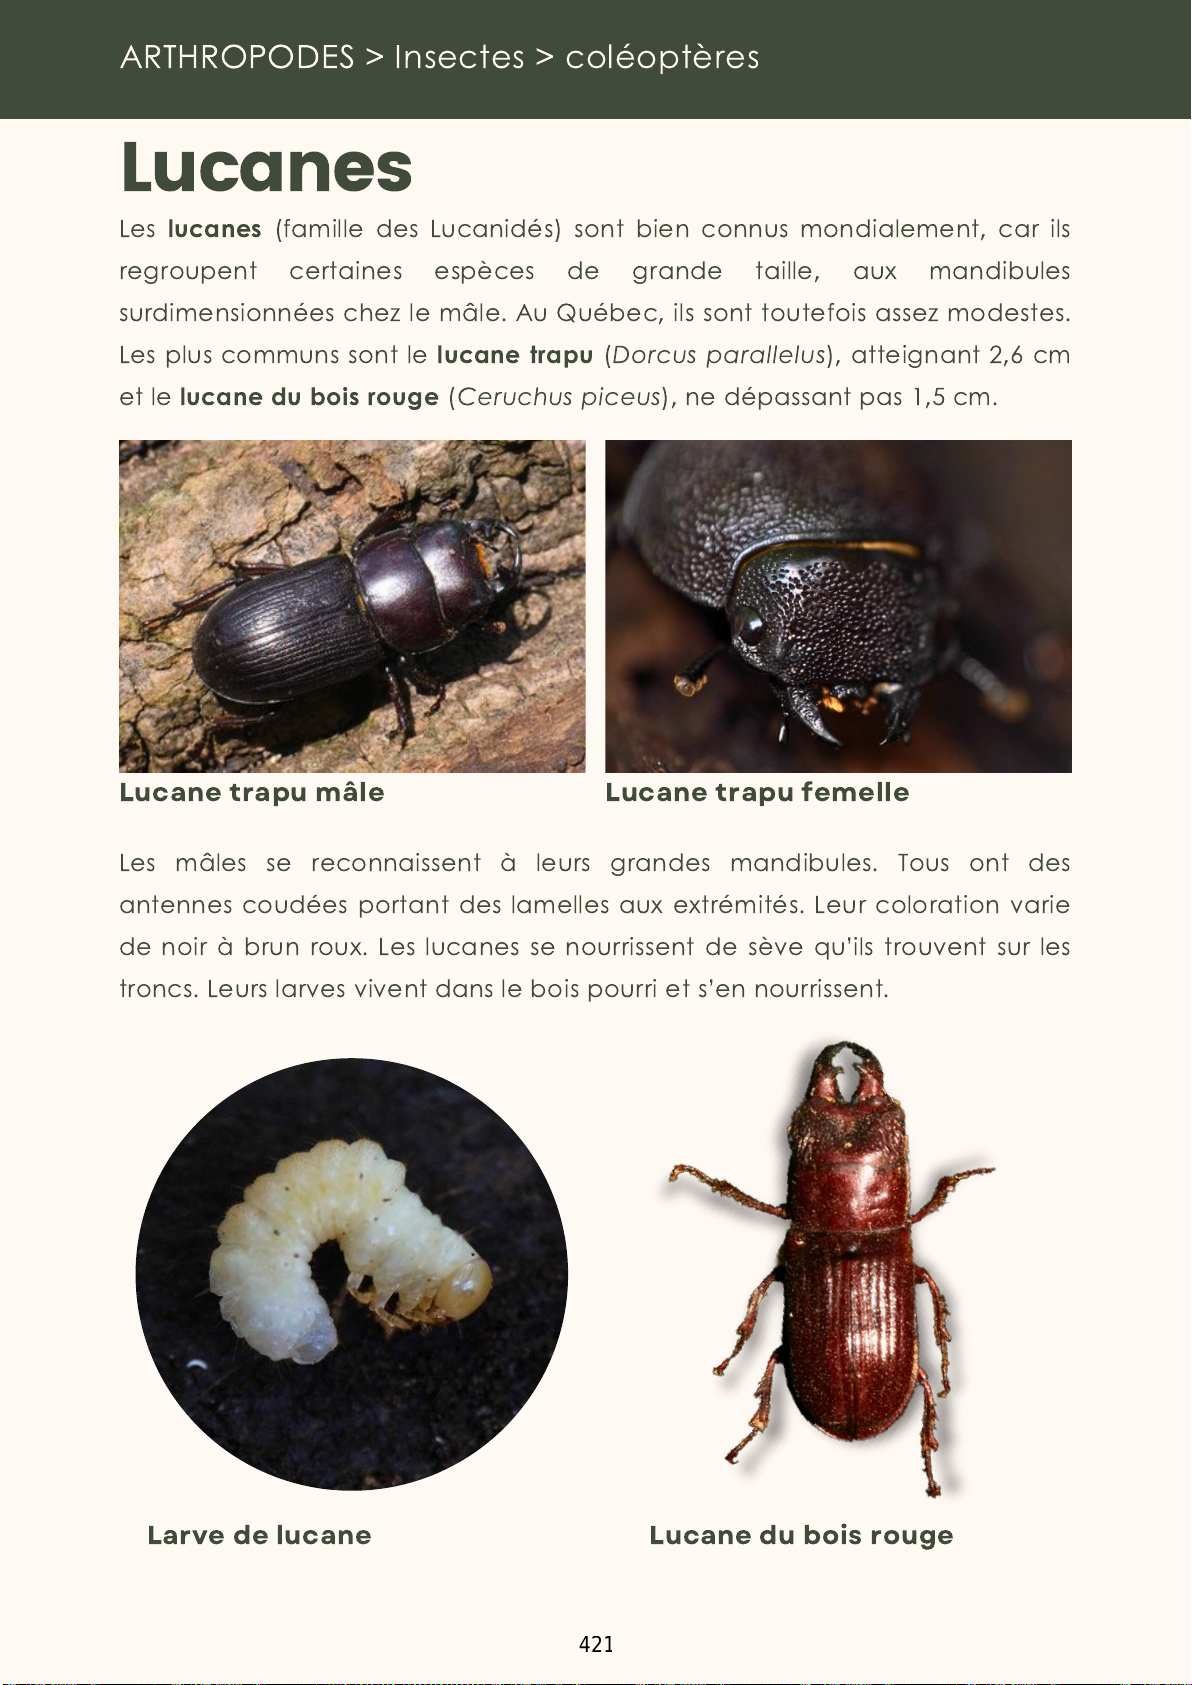 ARTHROPODES > Insectes > coléoptères
Lucanes
Les lucanes (famille des Lucanidés) sont bien connus mondialement, car ils
regroupent certaines espèces de grande taille, aux mandibules
surdimensionnées chez le mâle. Au Québec, ils sont toutefois assez modestes.
Les plus communs sont le lucane trapu (Dorcus parallelus), atteignant 2,6 cm
et le lucane du bois rouge (Ceruchus piceus), ne dépassant pas 1,5 cm.
Lucane trapu mâle
Lucane trapu femelle
Les mâles se reconnaissent à leurs grandes mandibules. Tous ont des
antennes coudées portant des lamelles aux extrémités. Leur coloration varie
de noir à brun roux. Les lucanes se nourrissent de sève qu’ils trouvent sur les
troncs. Leurs larves vivent dans le bois pourri et s’en nourrissent.
Larve de lucane
Lucane du bois rouge
421